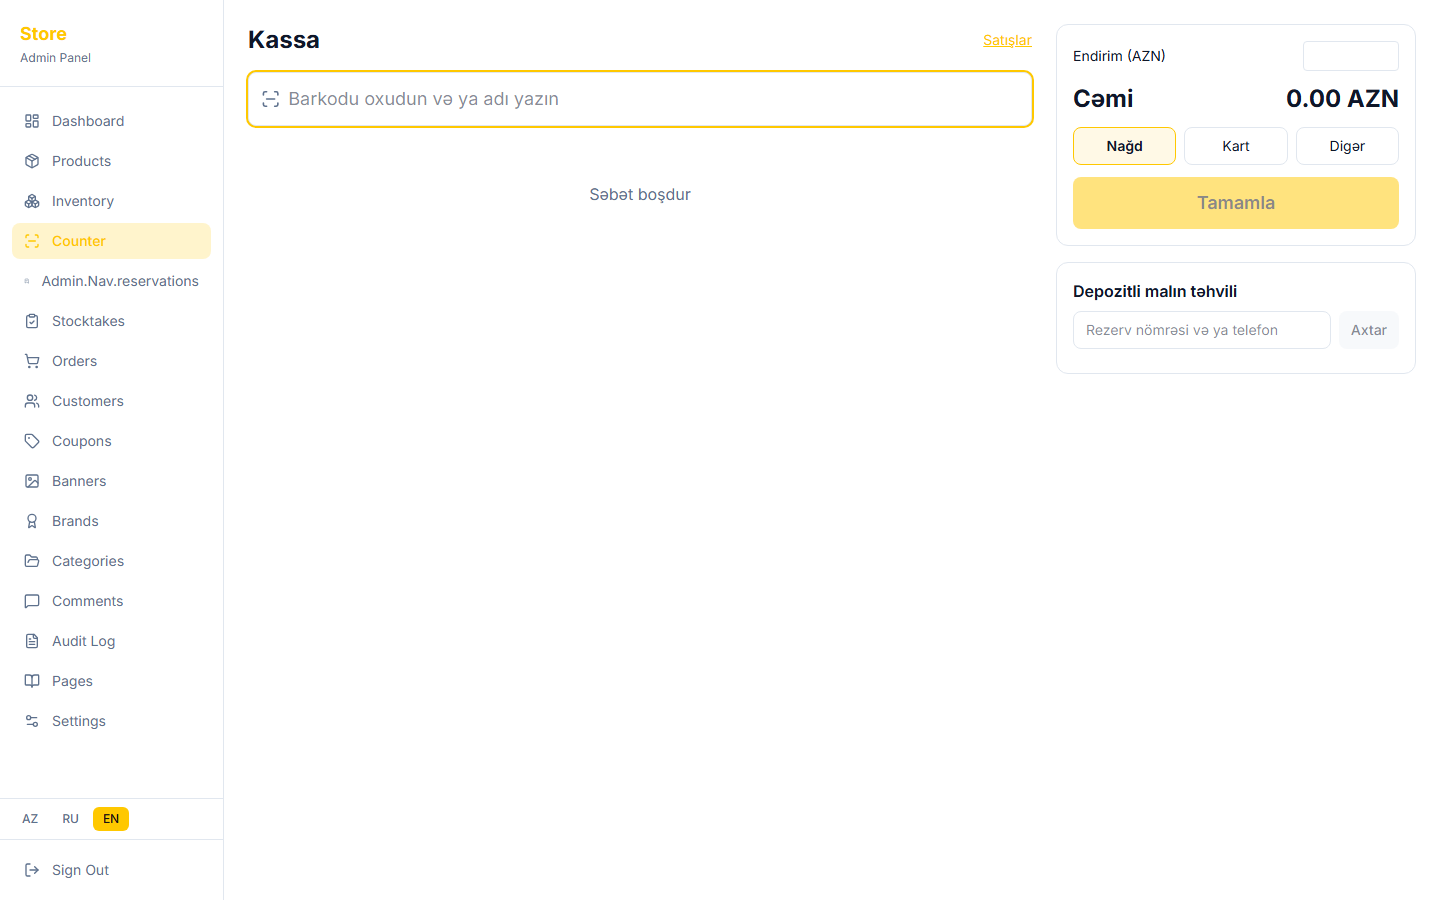 Store
Admin Panel
Dashboard
Products
Inventory
Counter
Admin.Nav.reservations
Stocktakes
Orders
Customers
Coupons
Banners
Brands
Categories
Comments
Audit Log
Pages
Settings
AZ RU EN
Sign Out
Kassa
Satışlar
Barkodu oxudun və ya adı yazın
Səbət boşdur
Endirim (AZN)
Cəmi 0.00 AZN
Nağd Kart Digər
Tamamla
Depozitli malın təhvili
Rezerv nömrəsi və ya telefon Axtar